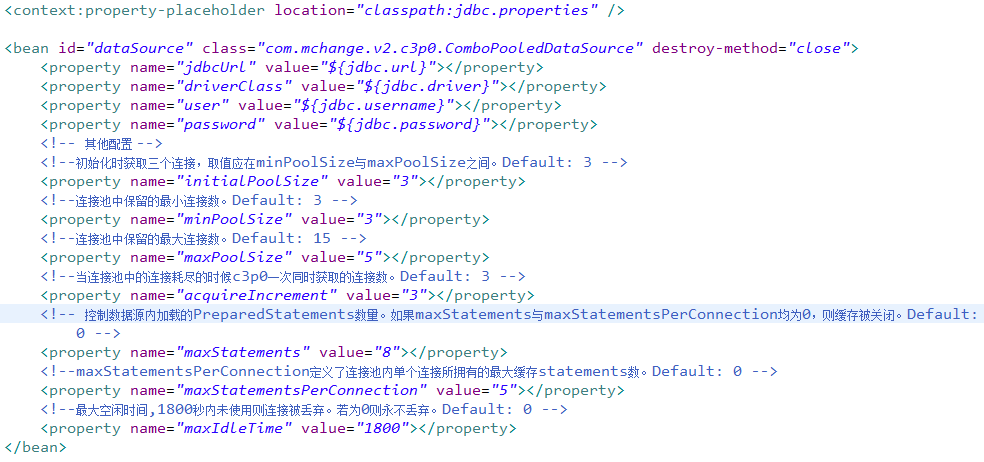 <context:property-placeholder location="classpath:jdbc.properties" />
<bean id="dataSource" class="com.mchange.v2.c3p0.ComboPooledDataSource" destroy-method="close">
<property name="jdbcUrl" value="${jdbc.url}"></property>
<property name="driverClass" value="${jdbc.driver}"></property>
<property name="user" value="${jdbc.username}"></property>
<property name="password" value="${jdbc.password}"></property>
<!-- 其他配置 -->
<!--初始化时获取三个连接，取值应在minPoolSize与maxPoolSize之间。Default: 3 -->
<property name="initialPoolSize" value="3"></property>
<!--连接池中保留的最小连接数。Default: 3 -->
<property name="minPoolSize" value="3"></property>
<!--连接池中保留的最大连接数。Default: 15 -->
<property name="maxPoolSize" value="5"></property>
<!--当连接池中的连接耗尽的时候c3p0一次同时获取的连接数。Default: 3 -->
<property name="acquireIncrement" value="3"></property>
<!-- 控制数据源内加载的PreparedStatements数量。如果maxStatements与maxStatementsPerConnection均为0，则缓存被关闭。Default:
0 -->
<property name="maxStatements" value="8"></property>
<!--maxStatementsPerConnection定义了连接池内单个连接所拥有的最大缓存statements数。Default: 0 -->
<property name="maxStatementsPerConnection" value="5"></property>
<!--最大空闲时间,1800秒内未使用则连接被丢弃。若为0则永不丢弃。Default: 0 -->
<property name="maxIdleTime" value="1800"></property>
</bean>